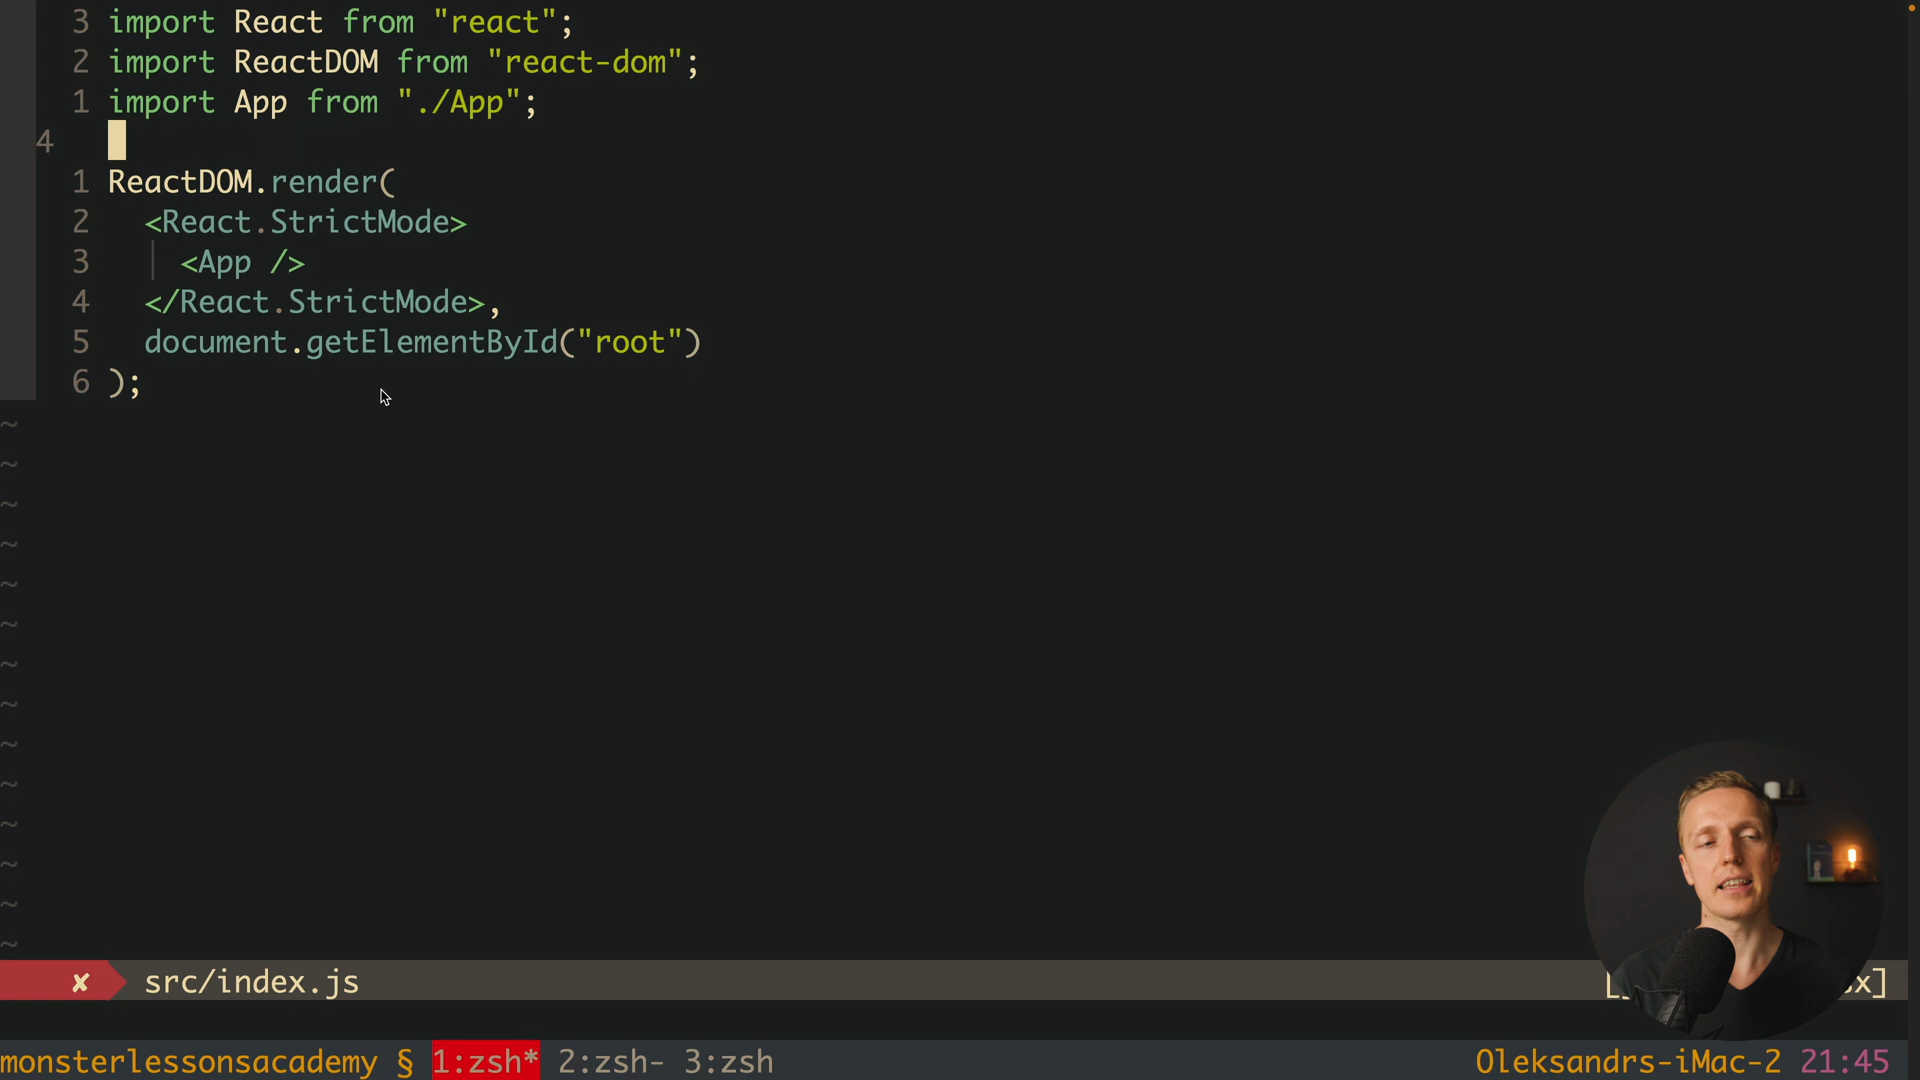 3 import React from "react";
2 import ReactDOM from "react-dom";
1 import App from "./App";
4
1 ReactDOM.render(
2 <React.StrictMode>
3 <App />
4 </React.StrictMode>,
5 document.getElementById("root")
6 );
~
~
~
~
~
~
~
~
~
~
~
~
~
~
✘ src/index.js
monsterlessonsacademy § 1:zsh* 2:zsh- 3:zsh Oleksandrs-iMac-2 21:45